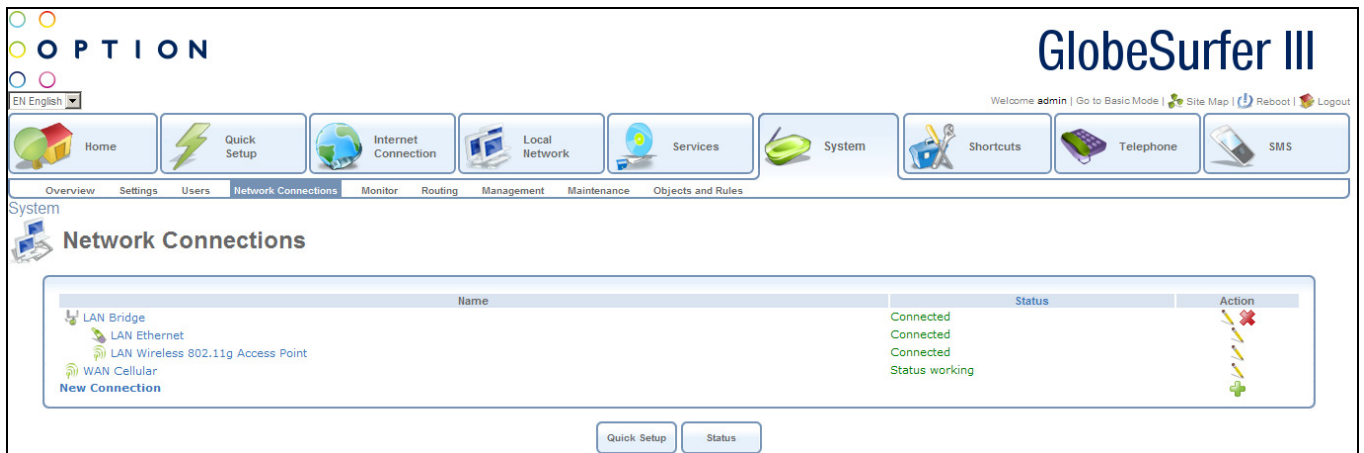 OPTION
GlobeSurfer III
EN English
Welcome admin | Go to Basic Mode | Site Map | Reboot | Logout
Home
Quick Setup
Internet Connection
Local Network
Services
System
Shortcuts
Telephone
SMS
Overview Settings Users Network Connections Monitor Routing Management Maintenance Objects and Rules
System
Network Connections
Name Status Action
LAN Bridge Connected
LAN Ethernet Connected
LAN Wireless 802.11g Access Point Connected
WAN Cellular Status working
New Connection
Quick Setup Status